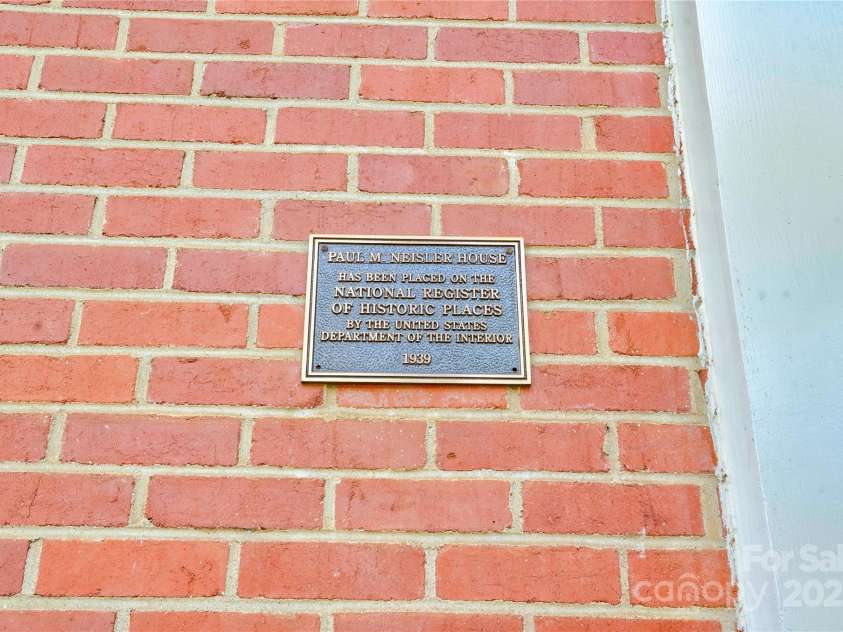 PAUL M. NEISLER HOUSE
HAS BEEN PLACED ON THE
NATIONAL REGISTER
OF HISTORIC PLACES
BY THE UNITED STATES
DEPARTMENT OF THE INTERIOR
1939
For Sal
canopy 202